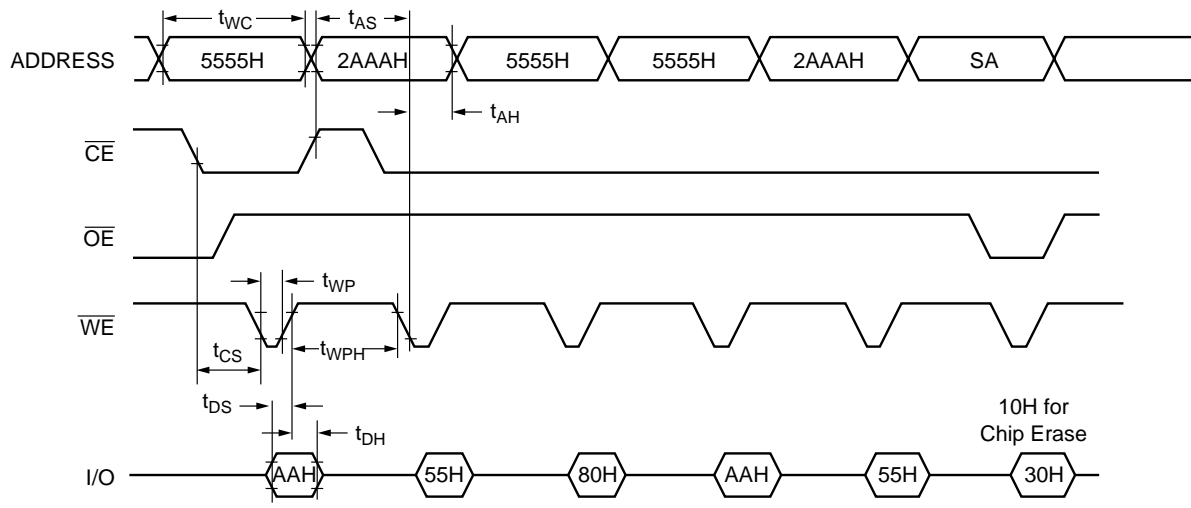 tWC
tAS
ADDRESS
5555H
2AAAH
5555H
5555H
2AAAH
SA
tAH
CE
OE
tWP
WE
tCS
tWPH
tDS
tDH
10H for
Chip Erase
I/O
AAH
55H
80H
AAH
55H
30H